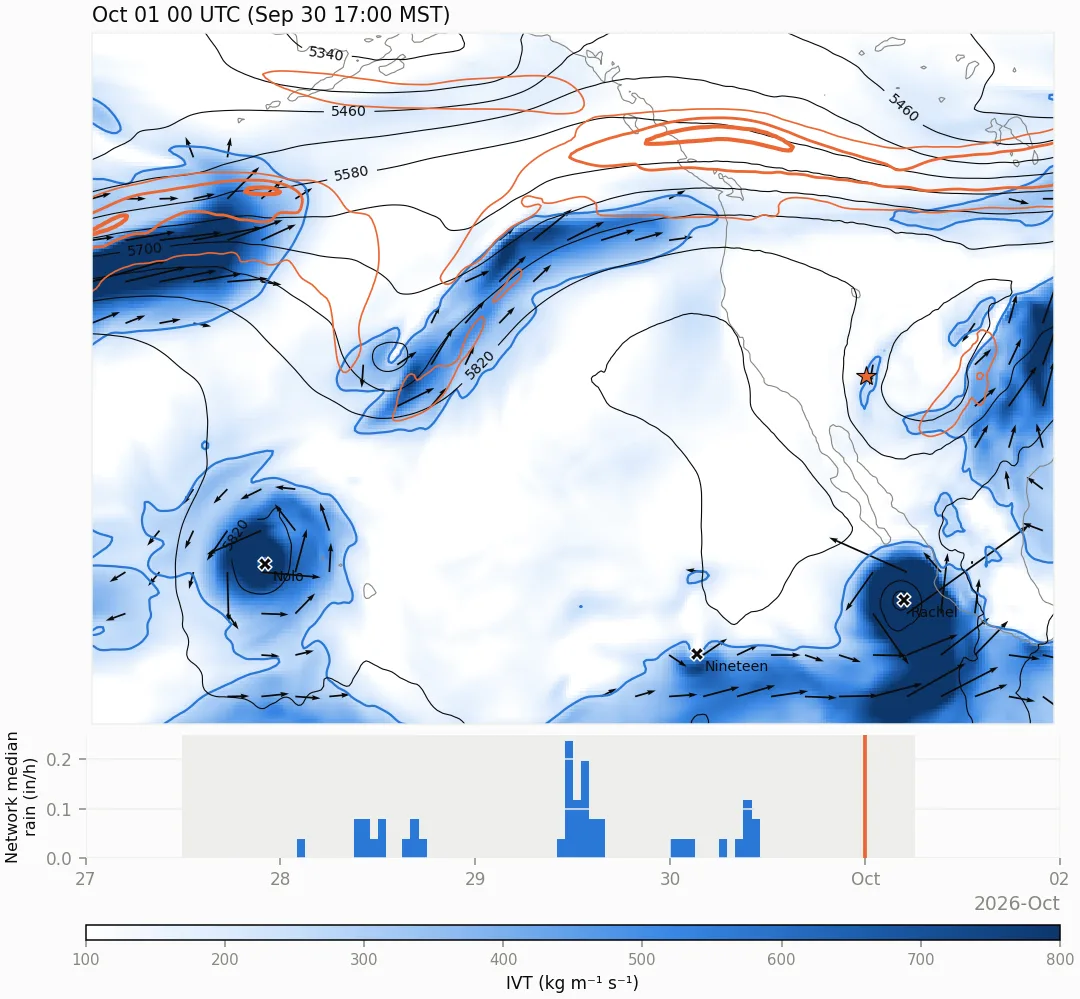 Oct 01 00 UTC (Sep 30 17:00 MST)
5340
5460
5460
5580
5700
5820
5820
Nolo
Rachel
Nineteen
Network median
rain (in/h)
0.2
0.1
0.0
27 28 29 30 Oct 02
2026-Oct
100 200 300 400 500 600 700 800
IVT (kg m⁻¹ s⁻¹)